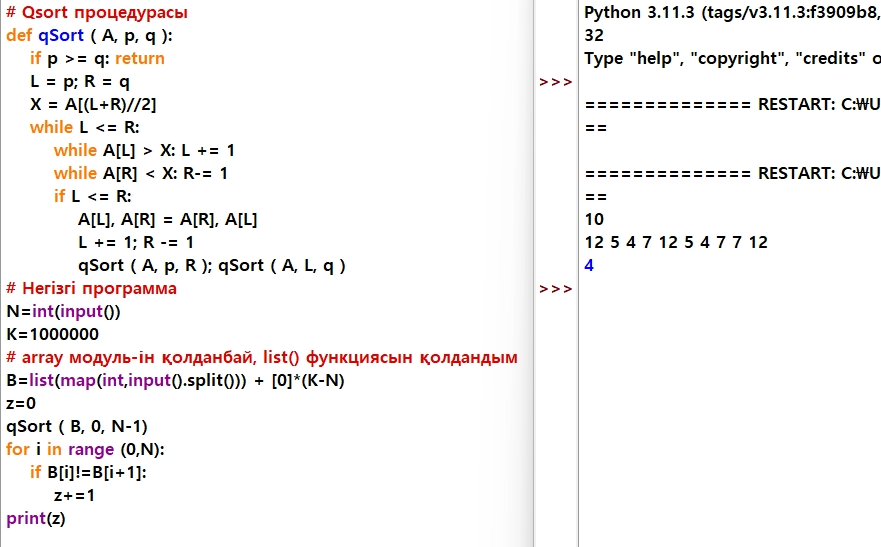 # Qsort процедурасы
def qSort ( A, p, q ):
if p >= q: return
L = p; R = q
X = A[(L+R)//2]
while L <= R:
while A[L] > X: L += 1
while A[R] < X: R-= 1
if L <= R:
A[L], A[R] = A[R], A[L]
L += 1; R -= 1
qSort ( A, p, R ); qSort ( A, L, q )
# Негізгі программа
N=int(input())
K=1000000
# array модуль-ін қолданбай, list() функциясын қолдандым
B=list(map(int,input().split())) + [0]*(K-N)
z=0
qSort ( B, 0, N-1)
for i in range (0,N):
if B[i]!=B[i+1]:
z+=1
print(z)
Python 3.11.3 (tags/v3.11.3:f3909b8,
32
Type "help", "copyright", "credits" o
>>>
============== RESTART: C:₩U
==
============== RESTART: C:₩U
==
10
12 5 4 7 12 5 4 7 7 12
4
>>>